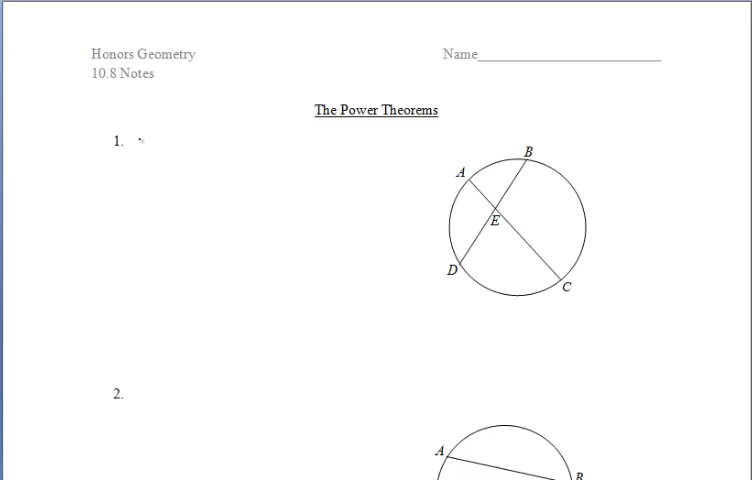 Honors Geometry
Name
10.8 Notes
The Power Theorems
1.
B
A
E
D
C
2.
A
B